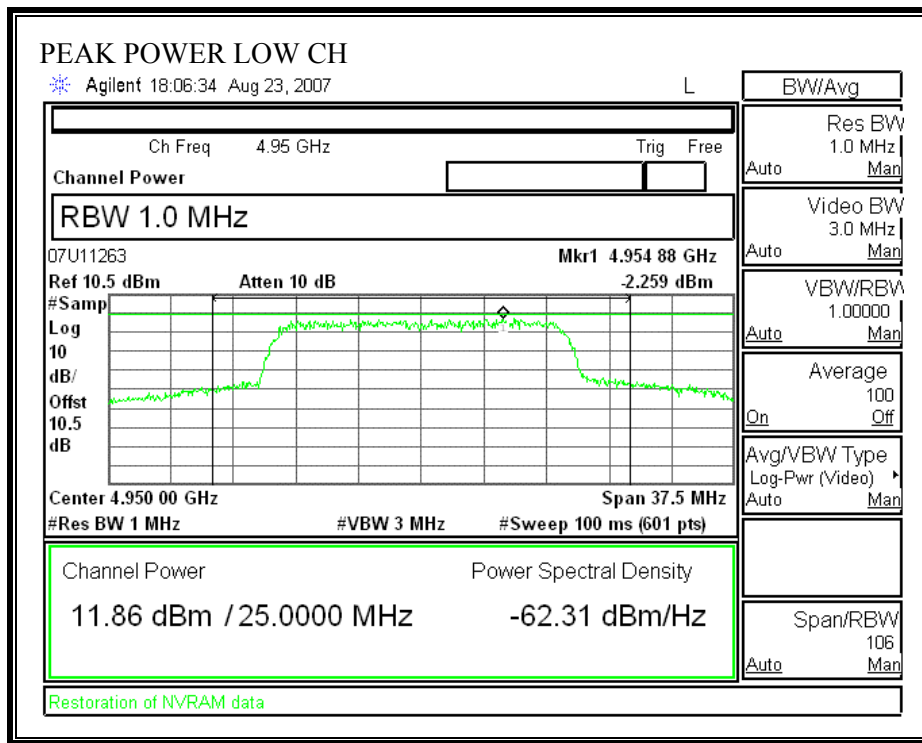 PEAK POWER LOW CH
Agilent 18:06:34 Aug 23, 2007 L
Ch Freq 4.95 GHz Trig Free
Channel Power
RBW 1.0 MHz
07U11263 Mkr1 4.954 88 GHz
Ref 10.5 dBm Atten 10 dB -2.259 dBm
#Samp
Log
10
dB/
Offst
10.5
dB
1
Center 4.950 00 GHz Span 37.5 MHz
#Res BW 1 MHz #VBW 3 MHz #Sweep 100 ms (601 pts)
Channel Power Power Spectral Density
11.86 dBm / 25.0000 MHz -62.31 dBm/Hz
Restoration of NVRAM data
BW/Avg
Res BW
1.0 MHz
Auto Man
Video BW
3.0 MHz
Auto Man
VBW/RBW
1.00000
Auto Man
Average
100
On Off
Avg/VBW Type
Log-Pwr (Video)
Auto Man
Span/RBW
106
Auto Man